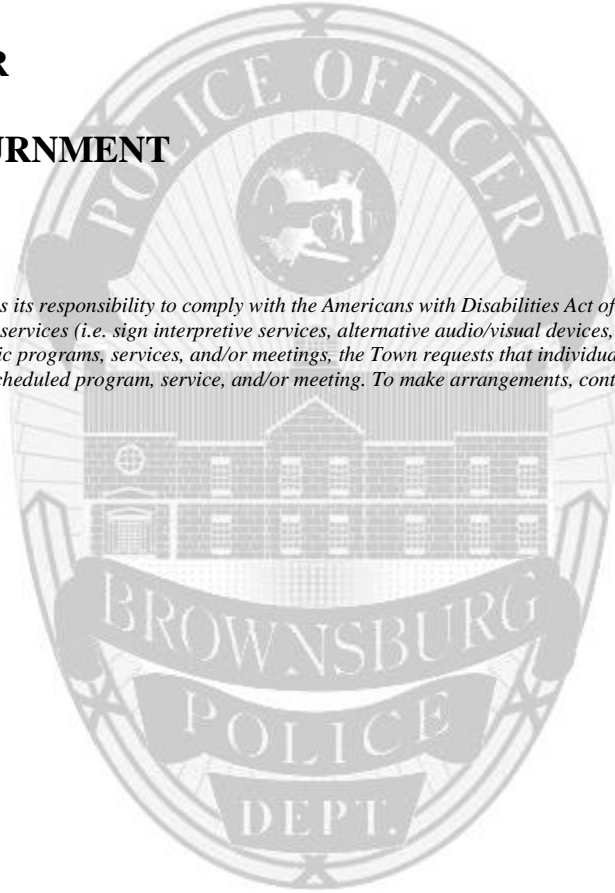 R
POLICE OFFICER
URNMENT
s its responsibility to comply with the Americans with Disabilities Act of
services (i.e. sign interpretive services, alternative audio/visual devices,
ic programs, services, and/or meetings, the Town requests that individua
cheduled program, service, and/or meeting. To make arrangements, cont
BROWNSBURG
POLICE
DEPT.